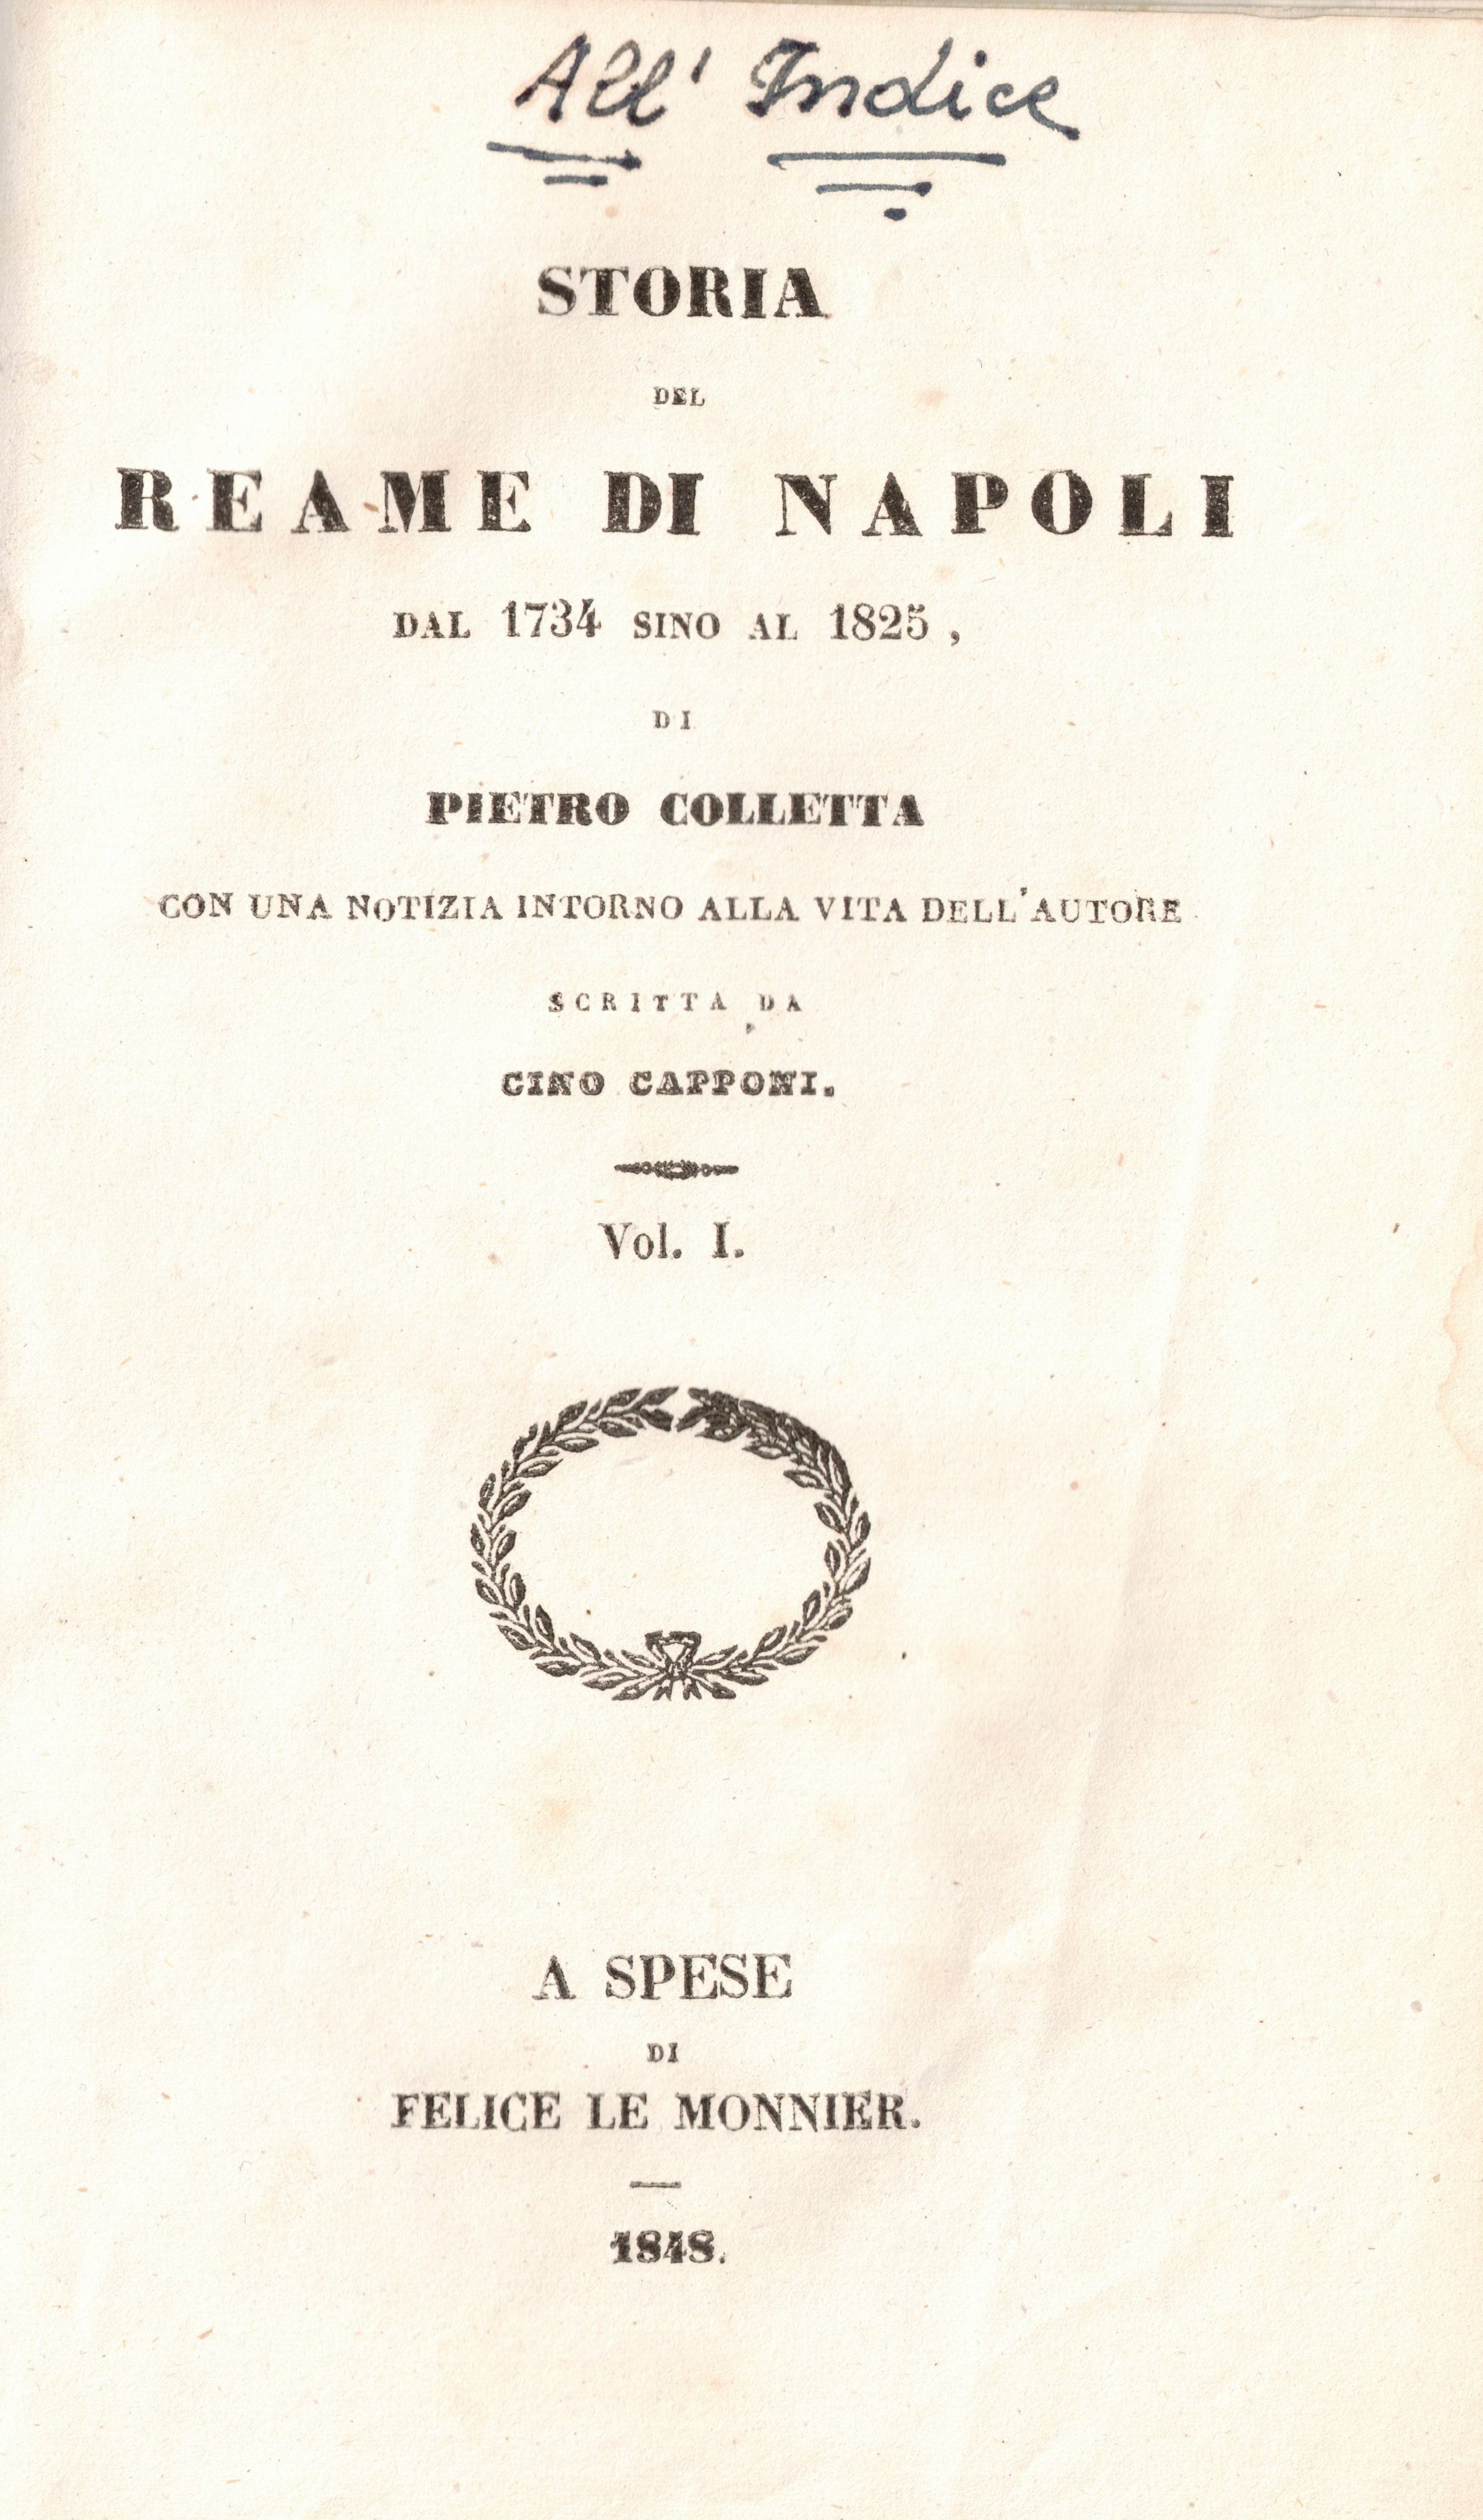 All' Indice
STORIA
DEL
REAME DI NAPOLI
DAL 1734 SINO AL 1825,
DI
PIETRO COLLETTA
CON UNA NOTIZIA INTORNO ALLA VITA DELL'AUTORE
SCRITTA DA
GINO CAPPONI.
Vol. I.
A SPESE
DI
FELICE LE MONNIER.
1848.